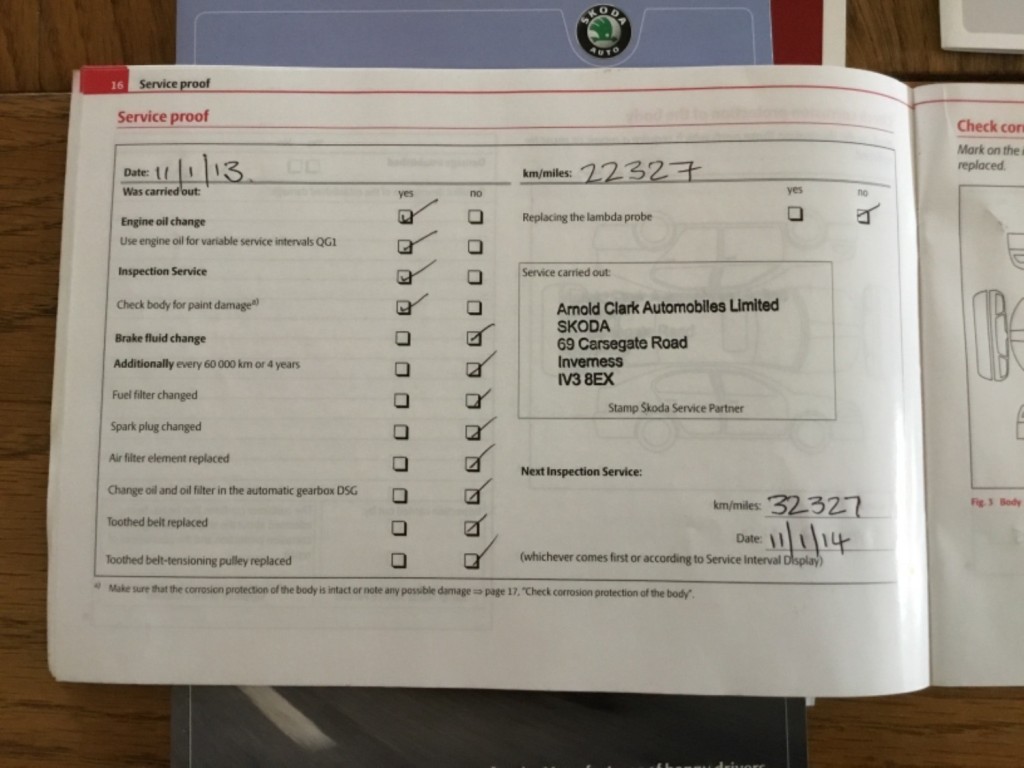 ŠKODA
AUTO
16 Service proof
Service proof
Date: 11/1/13.
km/miles: 22327
Was carried out: yes no
yes no
Engine oil change
Replacing the lambda probe
Use engine oil for variable service intervals QG1
Inspection Service
Check body for paint damage a)
Brake fluid change
Additionally every 60 000 km or 4 years
Fuel filter changed
Spark plug changed
Air filter element replaced
Change oil and oil filter in the automatic gearbox DSG
Toothed belt replaced
Toothed belt-tensioning pulley replaced
Service carried out:
Arnold Clark Automobiles Limited
SKODA
69 Carsegate Road
Inverness
IV3 8EX
Stamp Škoda Service Partner
Next Inspection Service:
km/miles: 32327
Date: 11/1/14
(whichever comes first or according to Service Interval Display)
a) Make sure that the corrosion protection of the body is intact or note any possible damage ⇒ page 17, "Check corrosion protection of the body".
Check cor
Mark on the
replaced.
Fig. 3 Body
of happy drivers